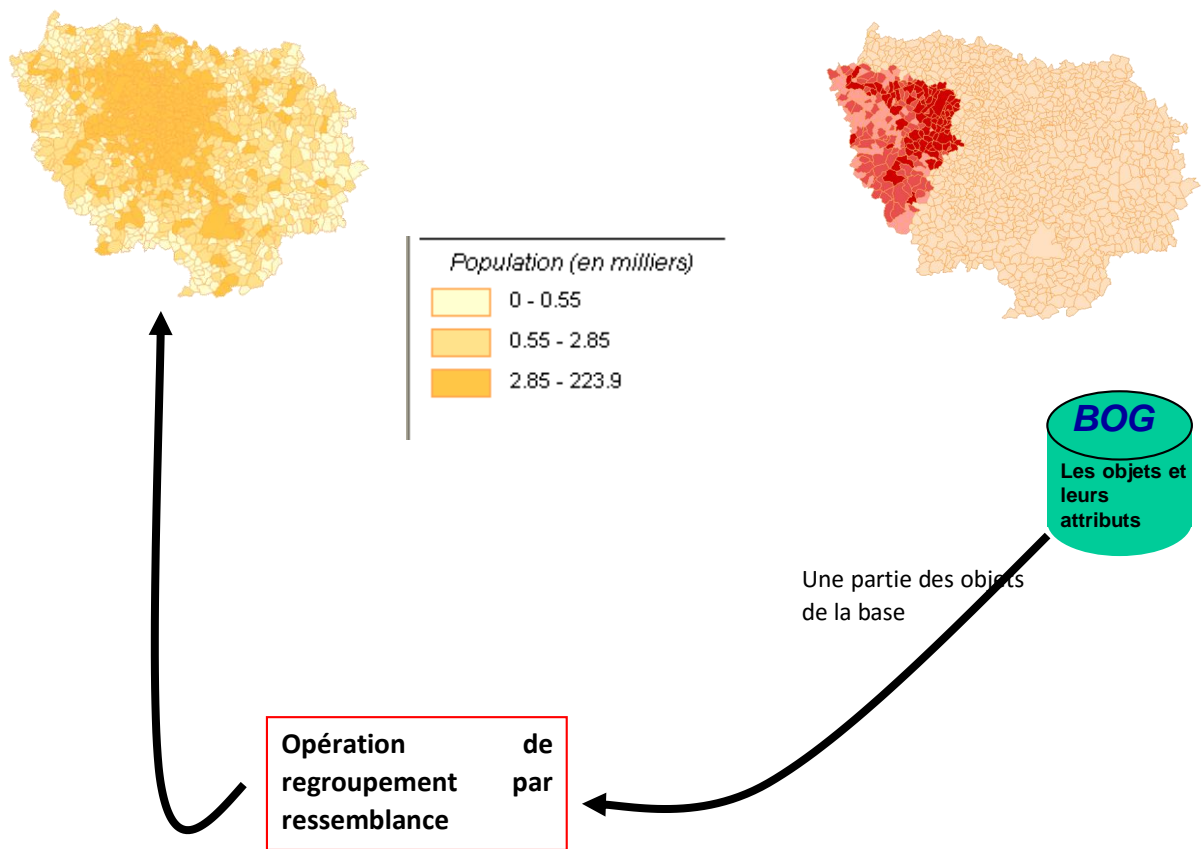 Population (en milliers)
0 - 0.55
0.55 - 2.85
2.85 - 223.9
BOG
Les objets et
leurs
attributs
Une partie des objets
de la base
Opération de
regroupement par
ressemblance